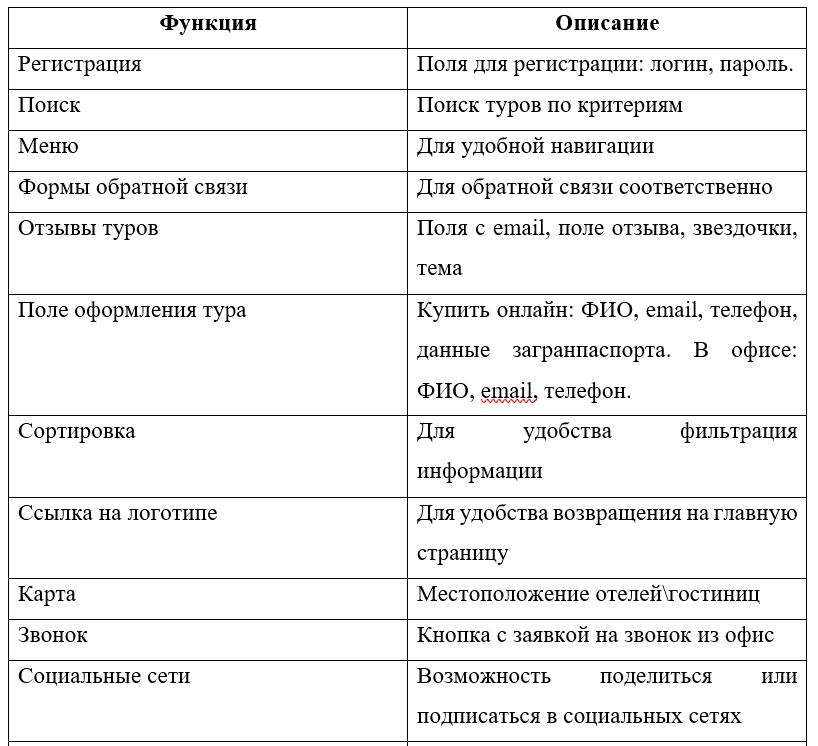 Функция Описание
Регистрация Поля для регистрации: логин, пароль.
Поиск Поиск туров по критериям
Меню Для удобной навигации
Формы обратной связи Для обратной связи соответственно
Отзывы туров Поля с email, поле отзыва, звездочки,
тема
Поле оформления тура Купить онлайн: ФИО, email, телефон,
данные загранпаспорта. В офисе:
ФИО, email, телефон.
Сортировка Для удобства фильтрация
информации
Ссылка на логотипе Для удобства возвращения на главную
страницу
Карта Местоположение отелей\гостиниц
Звонок Кнопка с заявкой на звонок из офис
Социальные сети Возможность поделиться или
подписаться в социальных сетях